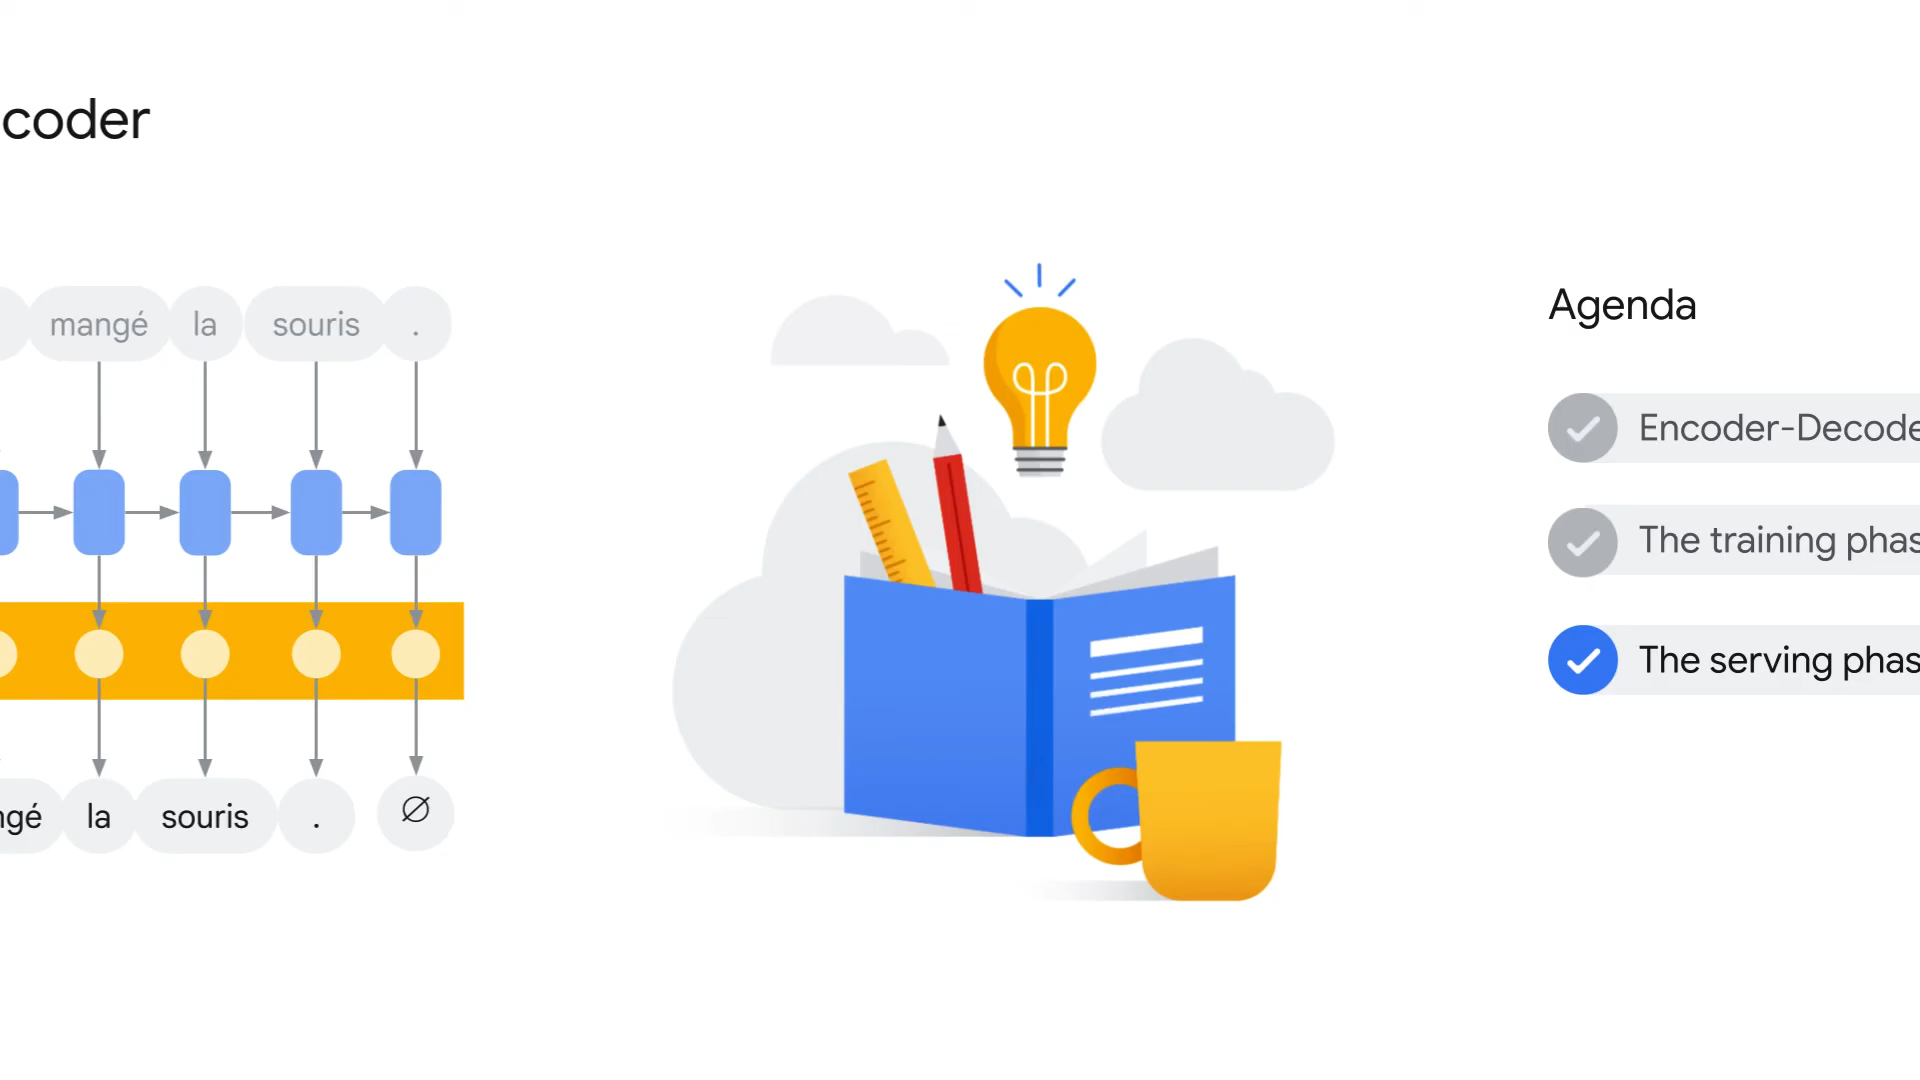 coder
mangé la souris .
ngé la souris . ∅
Agenda
Encoder-Decode
The training phas
The serving phas